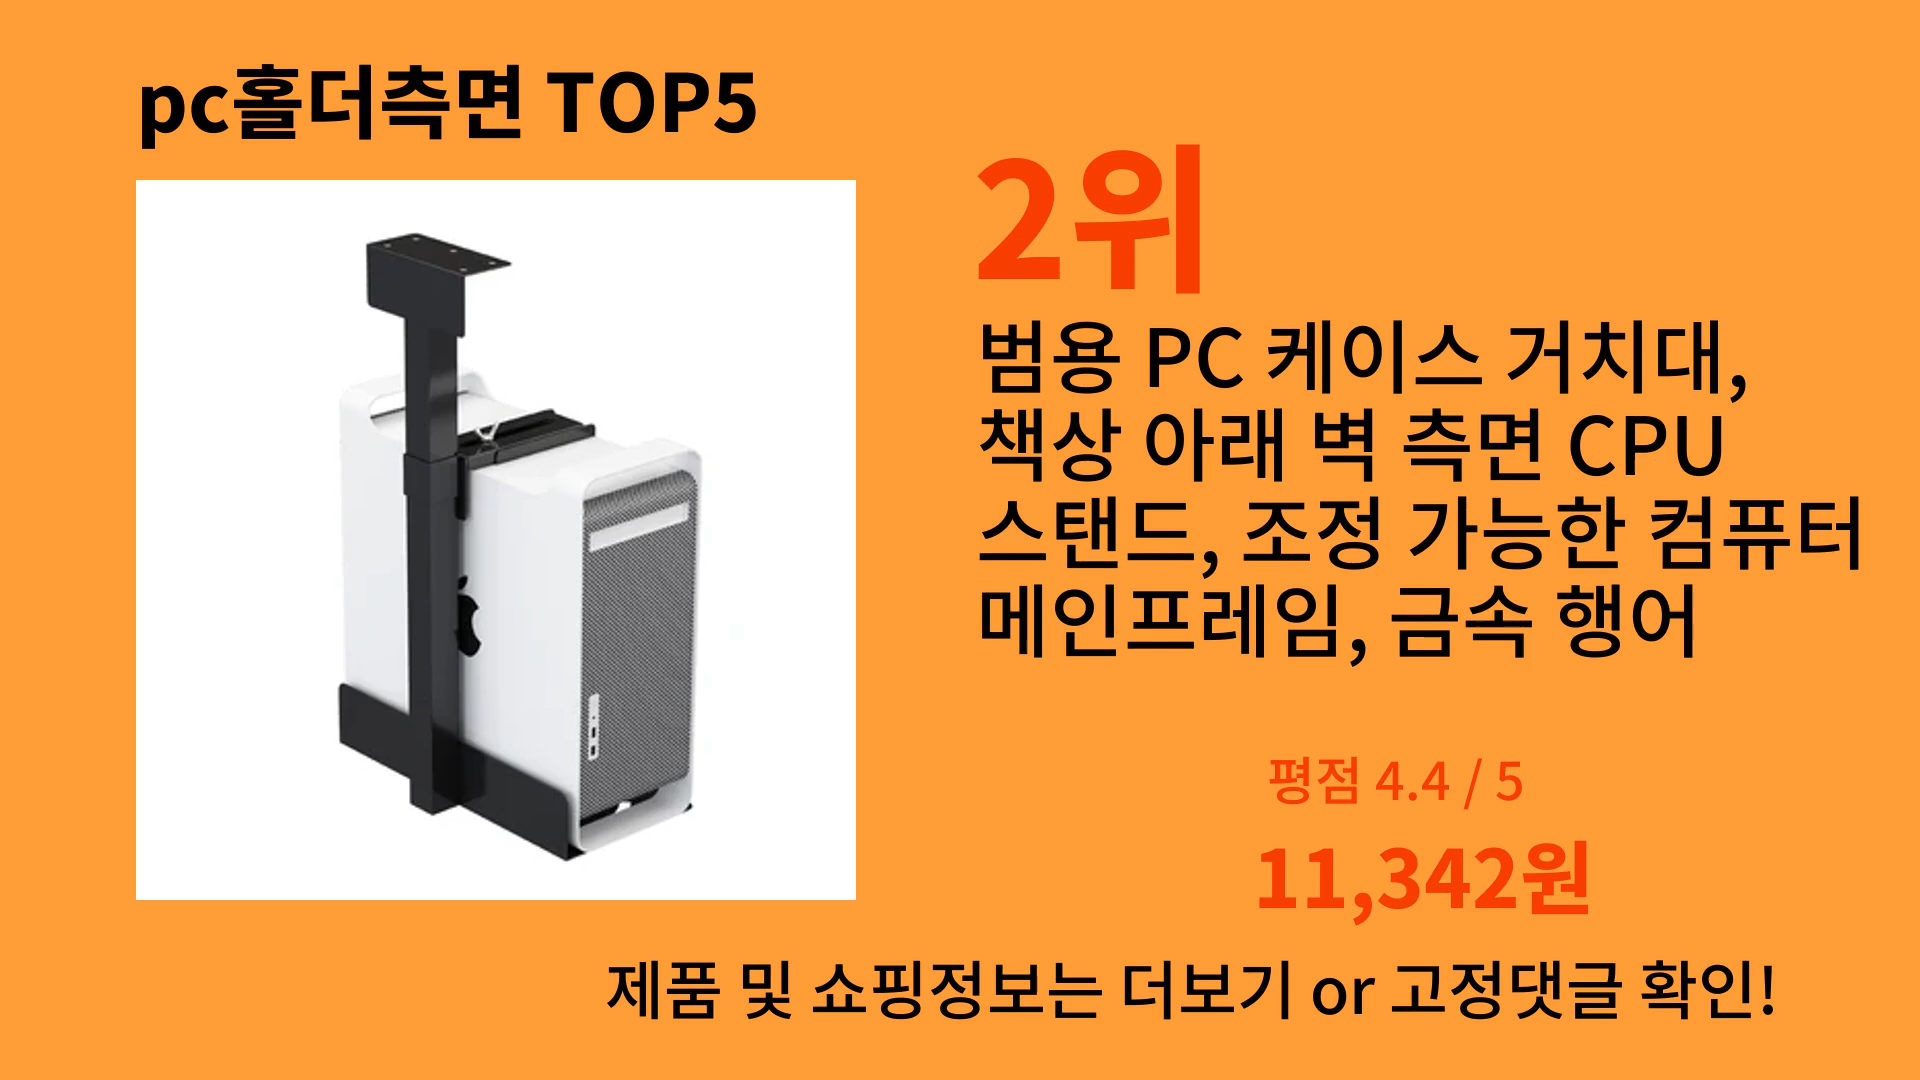 pc홀더측면 TOP5
2위
범용 PC 케이스 거치대,
책상 아래 벽 측면 CPU
스탠드, 조정 가능한 컴퓨터
메인프레임, 금속 행어
평점 4.4 / 5
11,342원
제품 및 쇼핑정보는 더보기 or 고정댓글 확인!